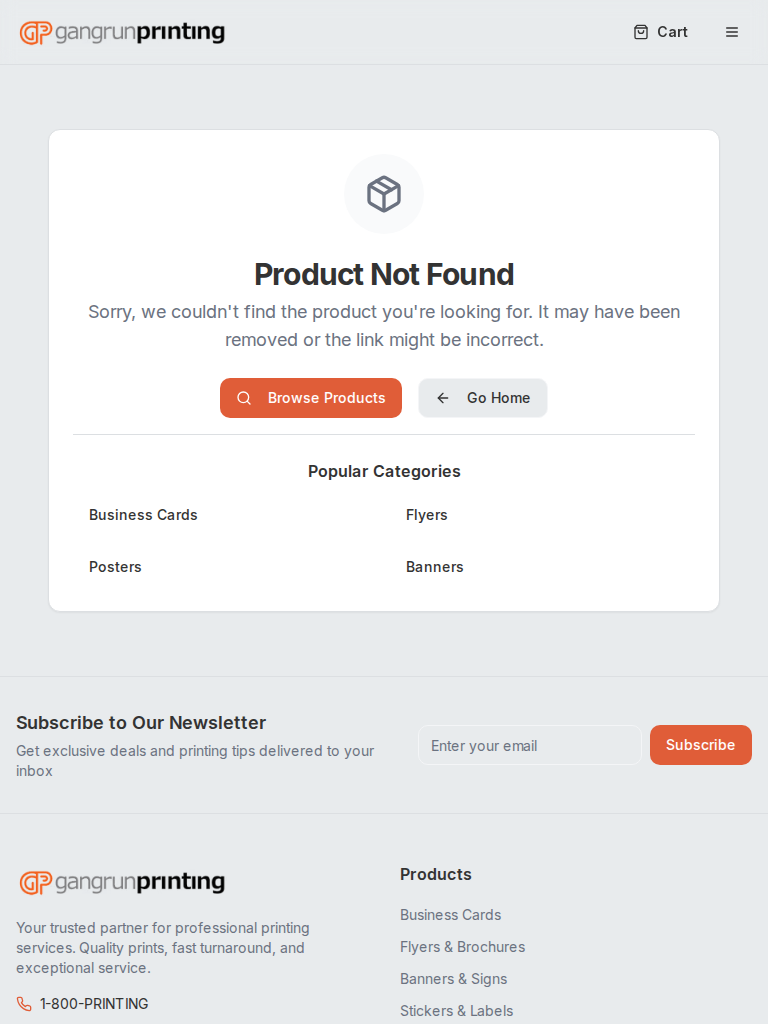 gangrunprinting
Cart
Product Not Found
Sorry, we couldn't find the product you're looking for. It may have been
removed or the link might be incorrect.
Browse Products
Go Home
Popular Categories
Business Cards
Flyers
Posters
Banners
Subscribe to Our Newsletter
Get exclusive deals and printing tips delivered to your
inbox
Enter your email
Subscribe
gangrunprinting
Your trusted partner for professional printing
services. Quality prints, fast turnaround, and
exceptional service.
1-800-PRINTING
Products
Business Cards
Flyers & Brochures
Banners & Signs
Stickers & Labels